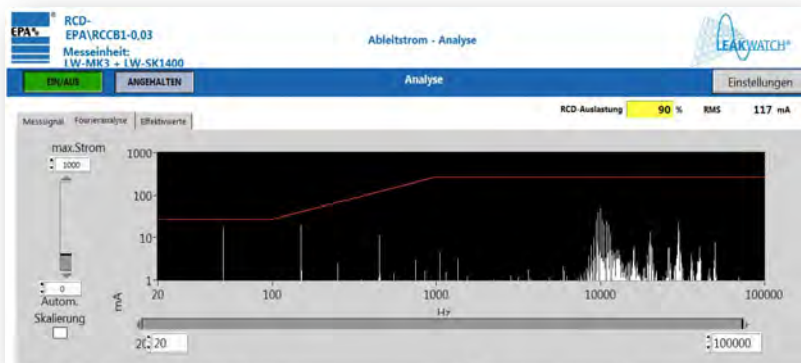 EPA®
RCD-
EPA\RCCB1-0,03
Messeinheit:
LW-MK3 + LW-SK1400
Ableitstrom - Analyse
LEAKWATCH®
EIN/AUS
ANGEHALTEN
Analyse
Einstellungen
RCD-Auslastung 90 % RMS 117 mA
Messsignal Fourieranalyse Effektivwerte
max.Strom
1000
0
Autom.
Skalierung
mA
1000
100
10
1
20 100 1000 10000 100000
Hz
20 20
100000